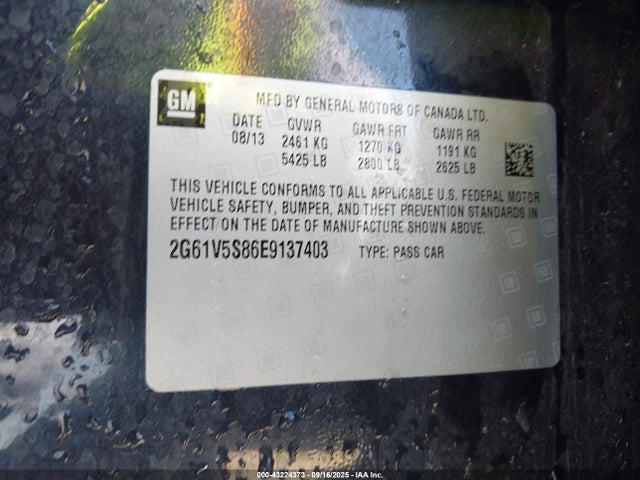 GM
MFD BY GENERAL MOTORS OF CANADA LTD.
DATE GVWR GAWR FRT GAWR RR
08/13 2461 KG 1270 KG 1191 KG
5425 LB 2800 LB 2625 LB
THIS VEHICLE CONFORMS TO ALL APPLICABLE U.S. FEDERAL MOTOR
VEHICLE SAFETY, BUMPER, AND THEFT PREVENTION STANDARDS IN
EFFECT ON THE DATE OF MANUFACTURE SHOWN ABOVE.
2G61V5S86E9137403 TYPE: PASS CAR
000-43224373 - 09/16/2025 - IAA Inc.